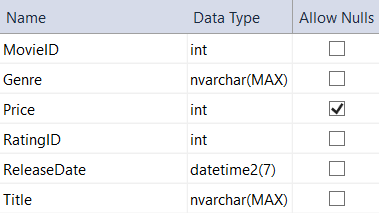 Name Data Type Allow Nulls
MovieID int
Genre nvarchar(MAX)
Price int
RatingID int
ReleaseDate datetime2(7)
Title nvarchar(MAX)